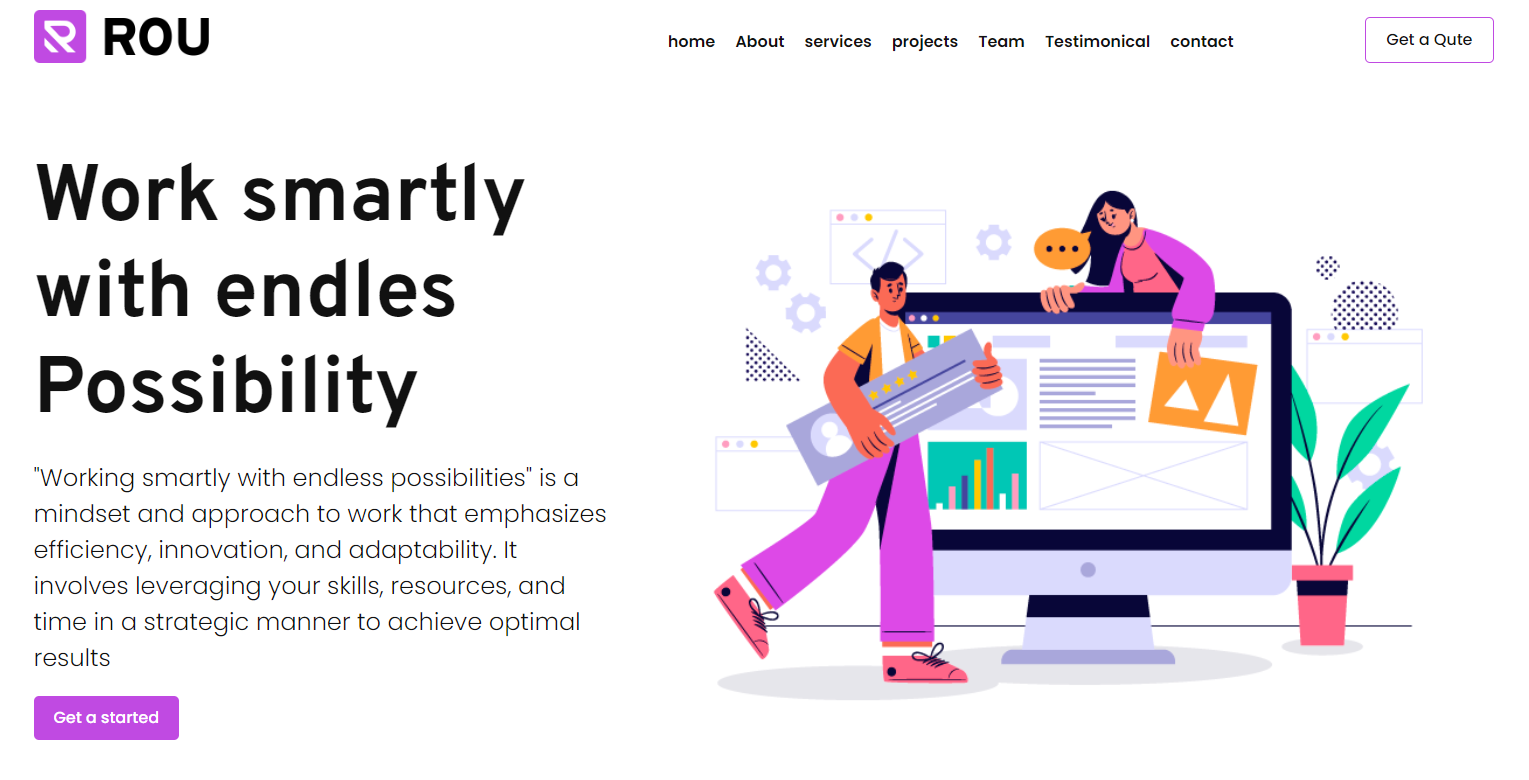 ROU
home About services projects Team Testimonical contact
Get a Qute
Work smartly
with endles
Possibility
"Working smartly with endless possibilities" is a
mindset and approach to work that emphasizes
efficiency, innovation, and adaptability. It
involves leveraging your skills, resources, and
time in a strategic manner to achieve optimal
results
Get a started